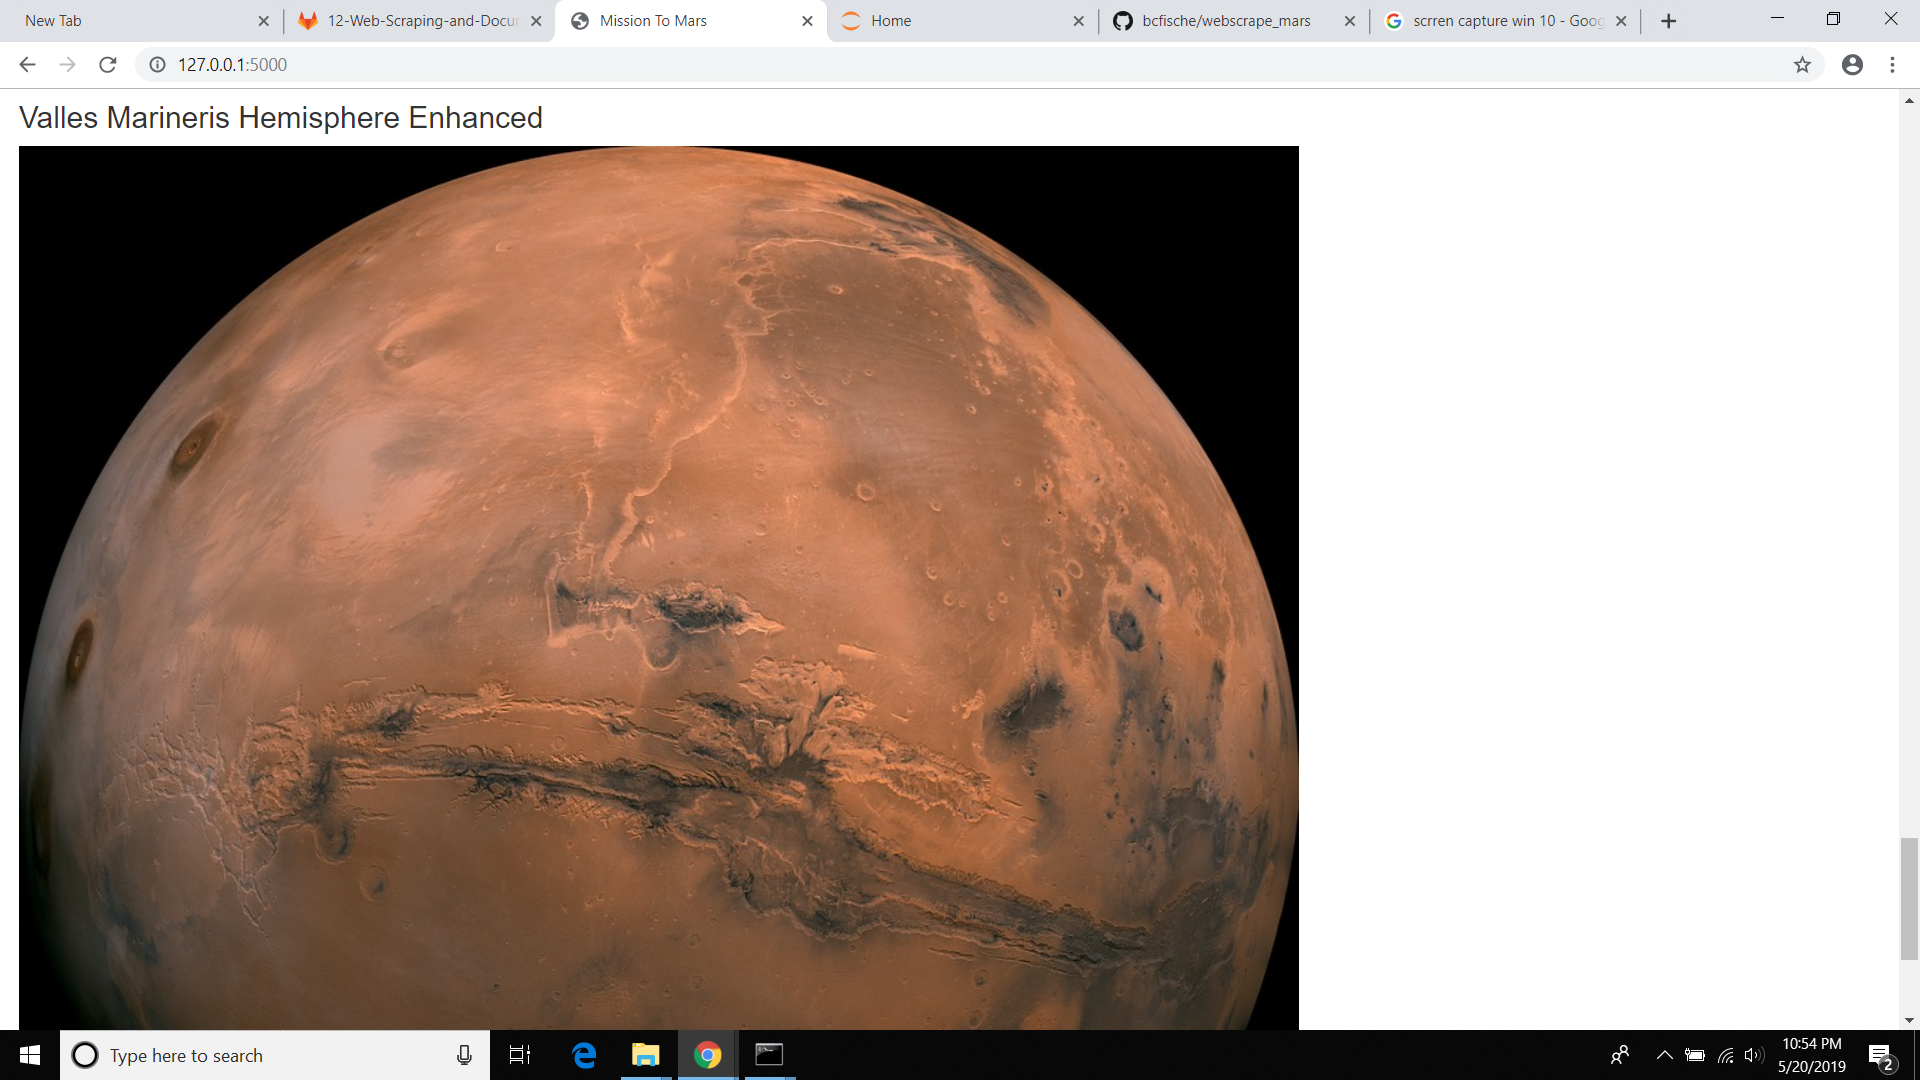 New Tab
12-Web-Scraping-and-Docu
Mission To Mars
Home
bcfische/webscrape_mars
scrren capture win 10 - Goog
127.0.0.1:5000
Valles Marineris Hemisphere Enhanced
Type here to search
10:54 PM
5/20/2019
2